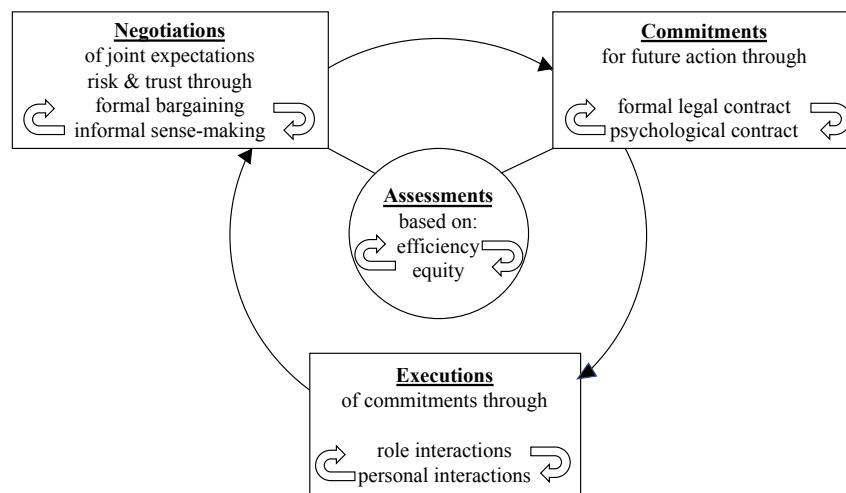 Negotiations
of joint expectations
risk & trust through
formal bargaining
informal sense-making
Commitments
for future action through
formal legal contract
psychological contract
Assessments
based on:
efficiency
equity
Executions
of commitments through
role interactions
personal interactions